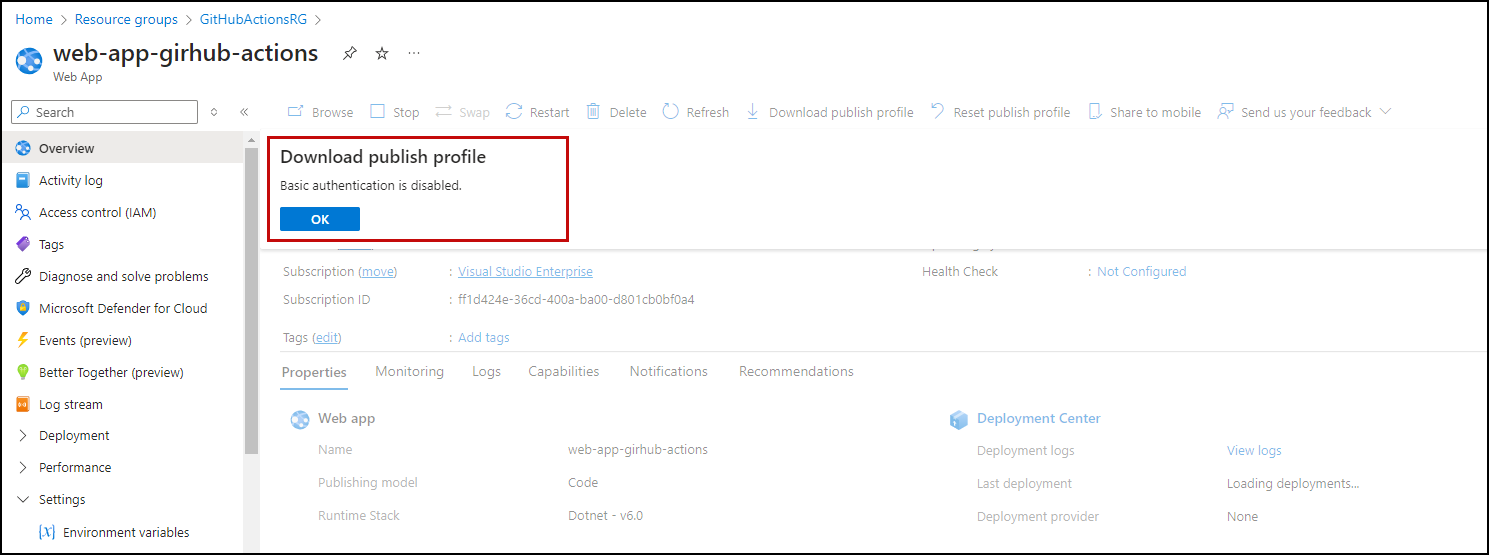 Home > Resource groups > GitHubActionsRG >
web-app-girhub-actions
Web App
Search
Browse Stop Swap Restart Delete Refresh Download publish profile Reset publish profile Share to mobile Send us your feedback
Overview
Activity log
Access control (IAM)
Tags
Diagnose and solve problems
Microsoft Defender for Cloud
Events (preview)
Better Together (preview)
Log stream
Deployment
Performance
Settings
Environment variables
Download publish profile
Basic authentication is disabled.
OK
Subscription (move) : Visual Studio Enterprise
Health Check : Not Configured
Subscription ID : ff1d424e-36cd-400a-ba00-d801cb0bf0a4
Tags (edit) : Add tags
Properties Monitoring Logs Capabilities Notifications Recommendations
Web app
Name web-app-girhub-actions
Publishing model Code
Runtime Stack Dotnet - v6.0
Deployment Center
Deployment logs View logs
Last deployment Loading deployments...
Deployment provider None